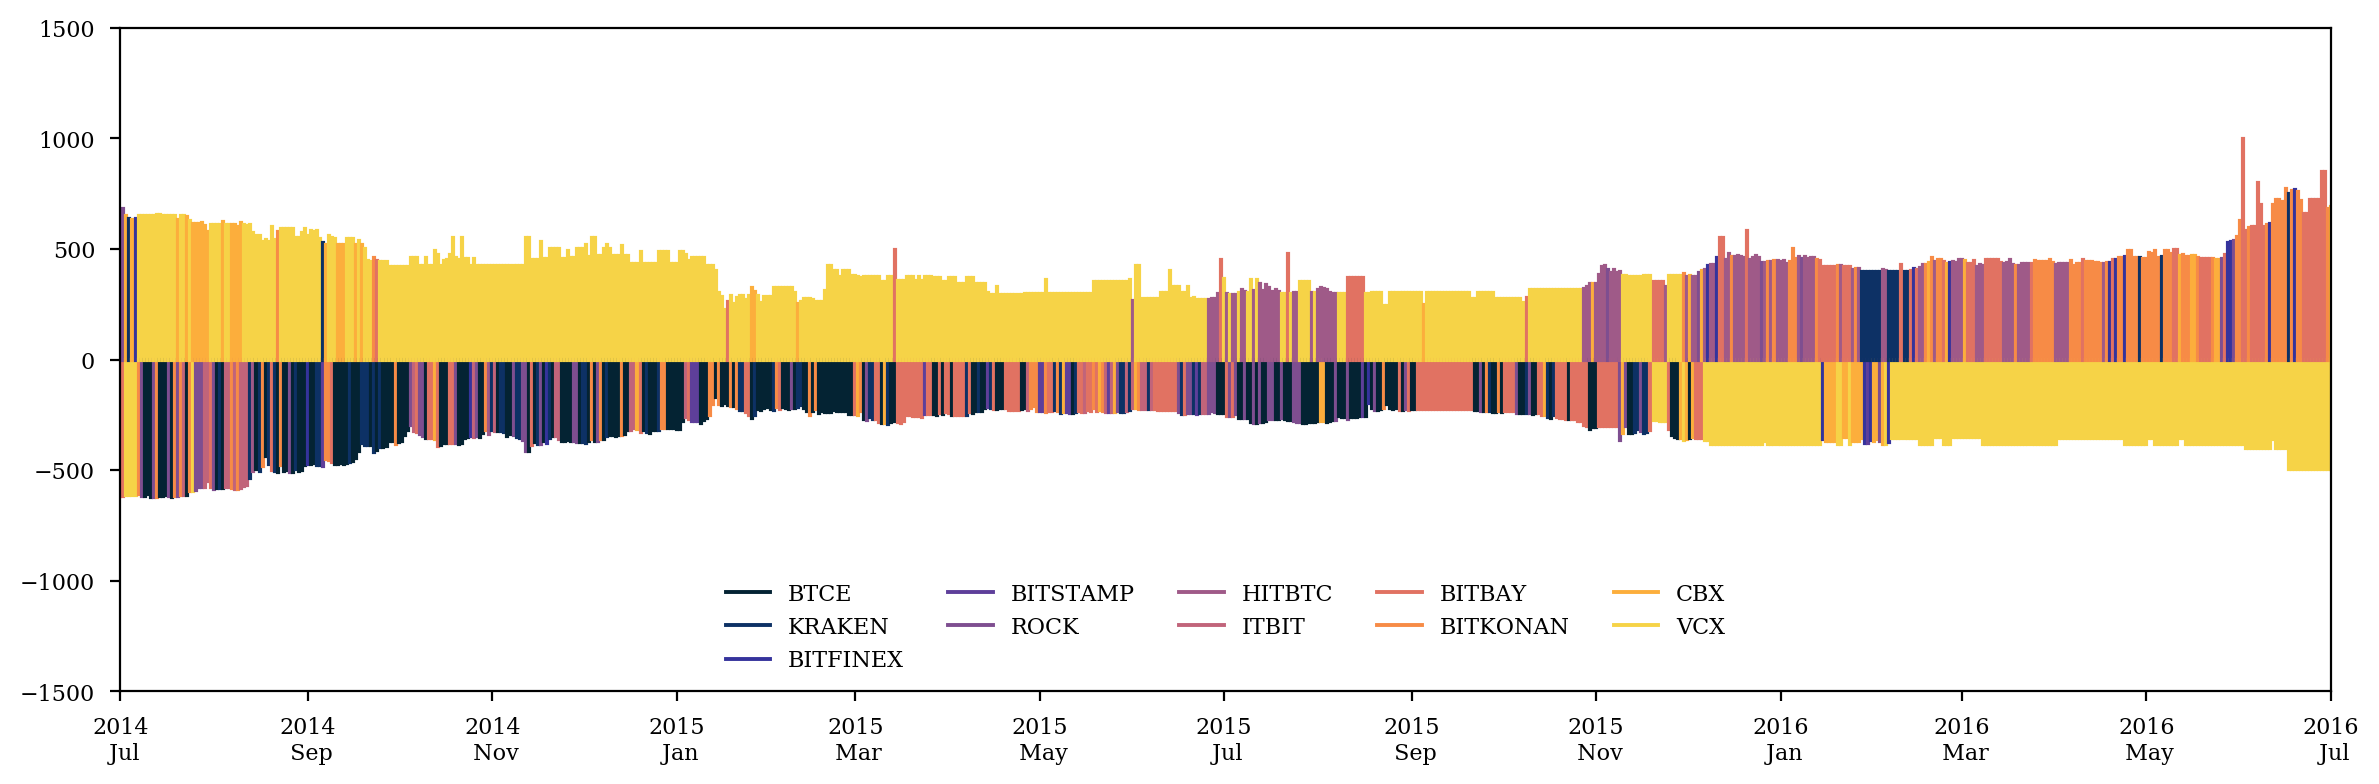 1500
1000
500
0
−500
−1000
−1500
BTCE
KRAKEN
BITFINEX
BITSTAMP
ROCK
HITBTC
ITBIT
BITBAY
BITKONAN
CBX
VCX
2014
Jul
2014
Sep
2014
Nov
2015
Jan
2015
Mar
2015
May
2015
Jul
2015
Sep
2015
Nov
2016
Jan
2016
Mar
2016
May
2016
Jul